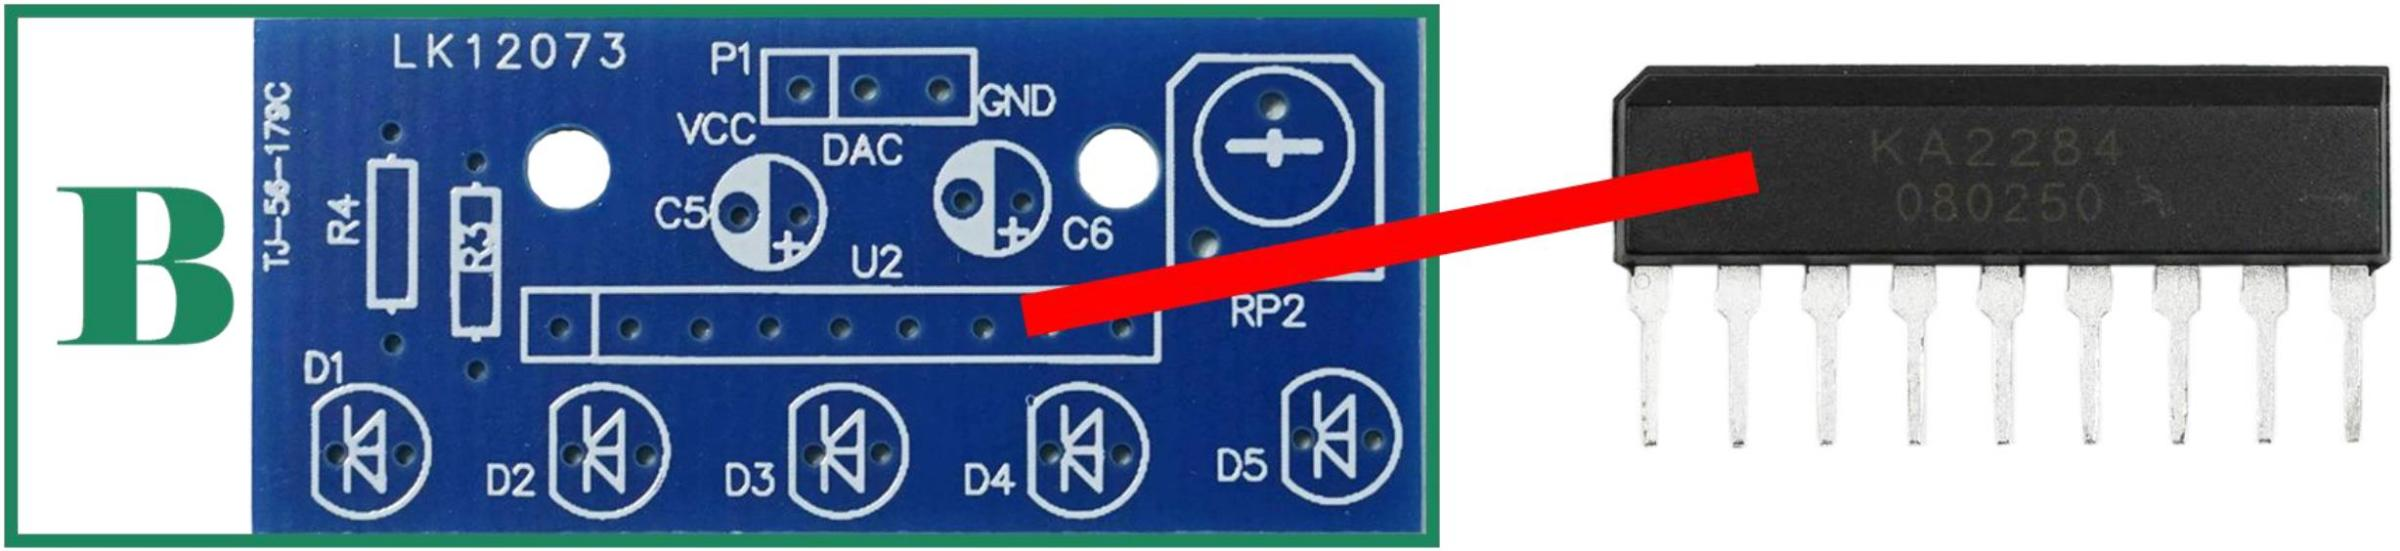 B
LK12073
TJ-56-179C
P1
GND
VCC
DAC
R4
R3
C5
C6
U2
RP2
D1
D2
D3
D4
D5
KA2284
080250